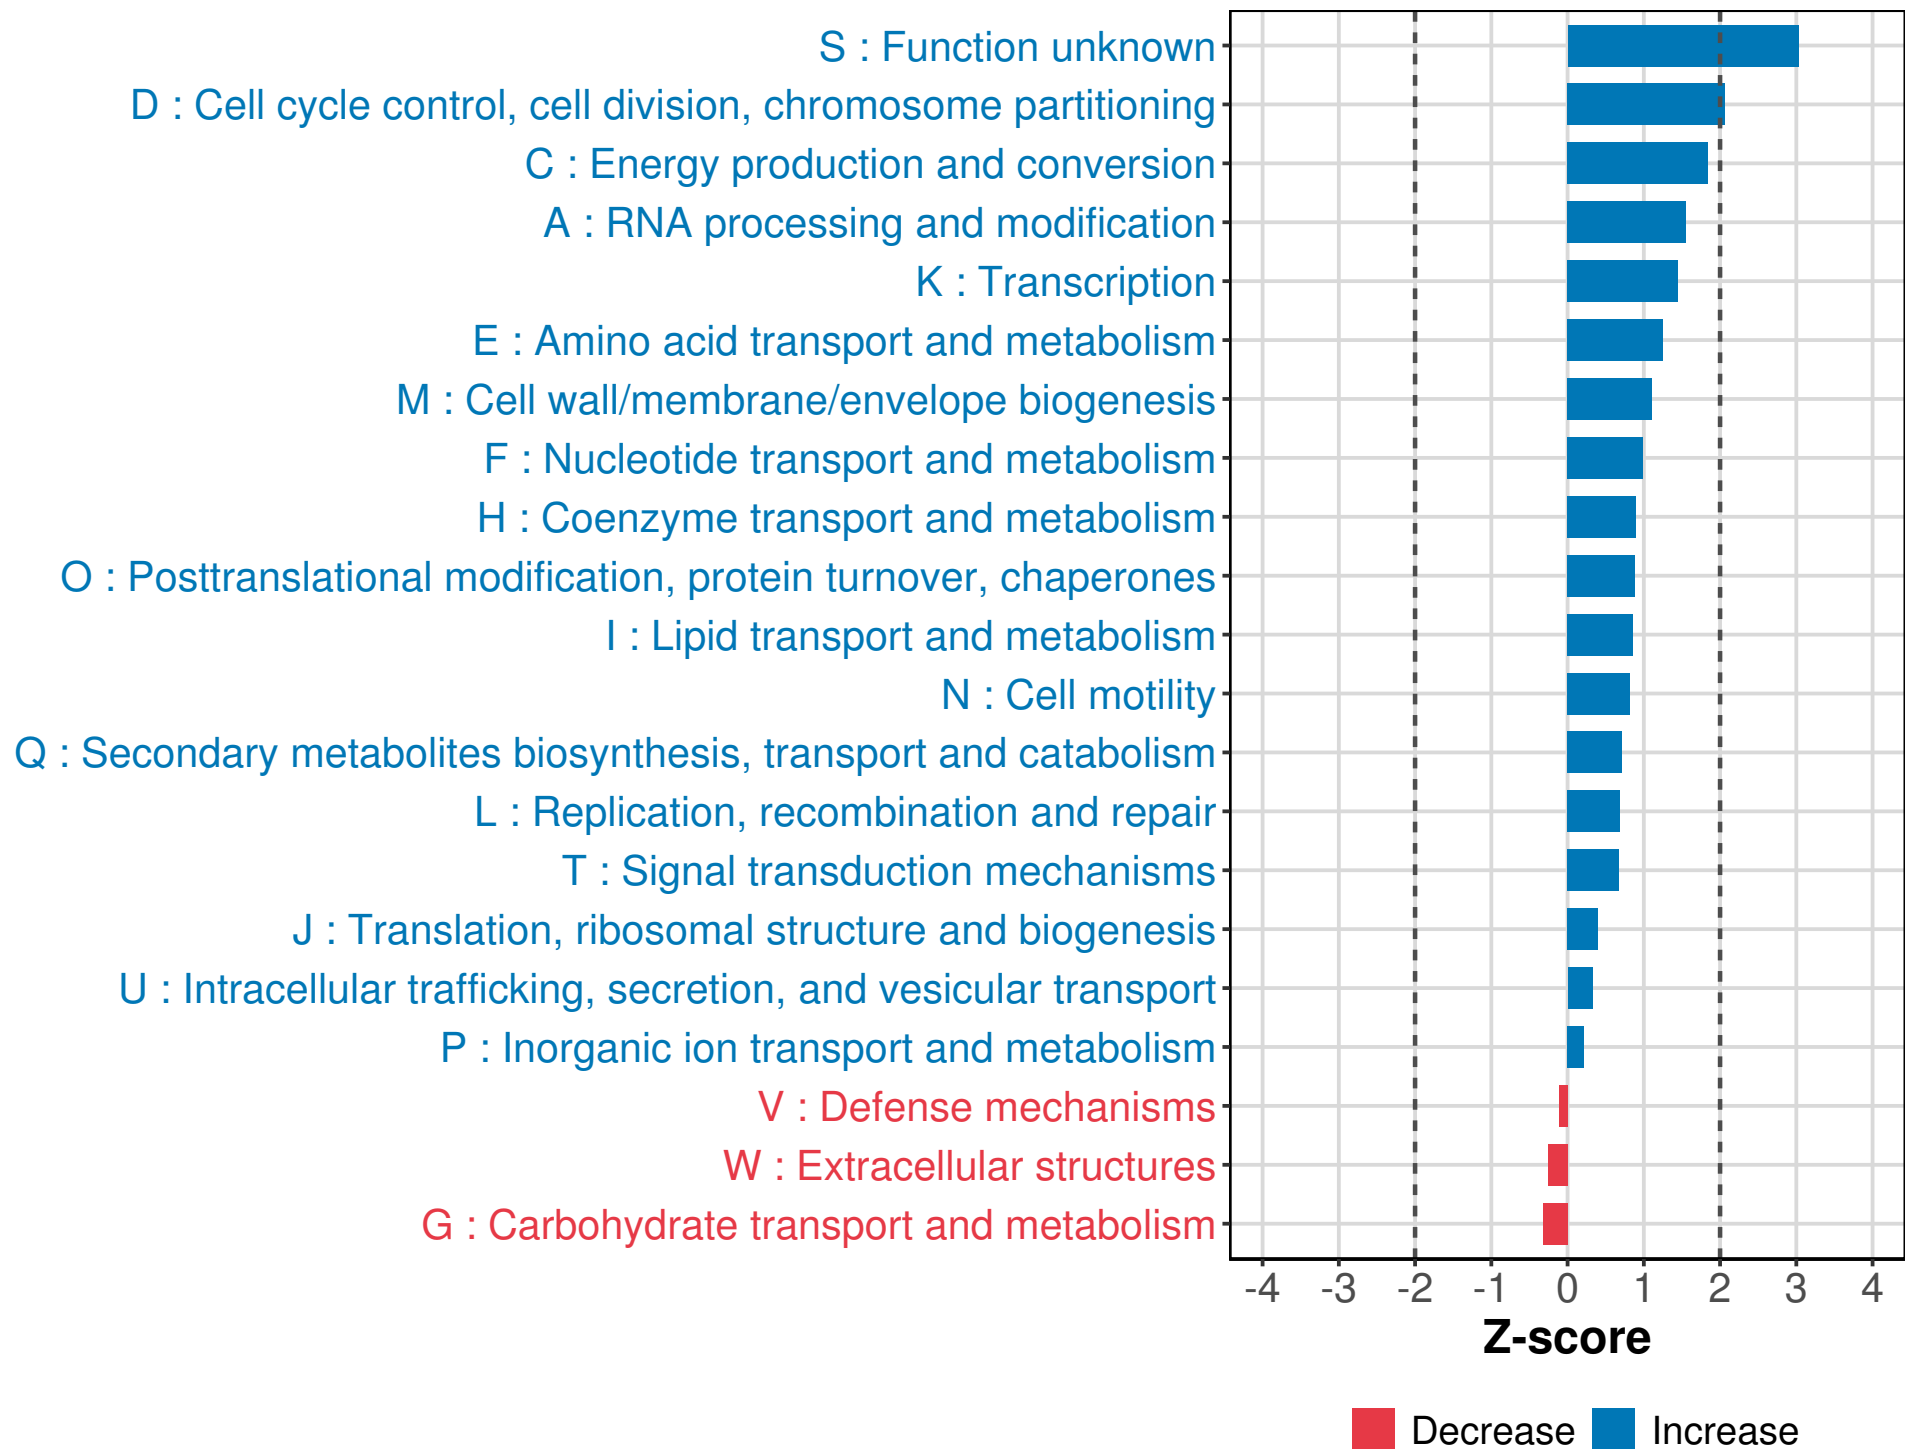 S : Function unknown
D : Cell cycle control, cell division, chromosome partitioning
C : Energy production and conversion
A : RNA processing and modification
K : Transcription
E : Amino acid transport and metabolism
M : Cell wall/membrane/envelope biogenesis
F : Nucleotide transport and metabolism
H : Coenzyme transport and metabolism
O : Posttranslational modification, protein turnover, chaperones
I : Lipid transport and metabolism
N : Cell motility
Q : Secondary metabolites biosynthesis, transport and catabolism
L : Replication, recombination and repair
T : Signal transduction mechanisms
J : Translation, ribosomal structure and biogenesis
U : Intracellular trafficking, secretion, and vesicular transport
P : Inorganic ion transport and metabolism
V : Defense mechanisms
W : Extracellular structures
G : Carbohydrate transport and metabolism
-4 -3 -2 -1 0 1 2 3 4
Z-score
Decrease Increase